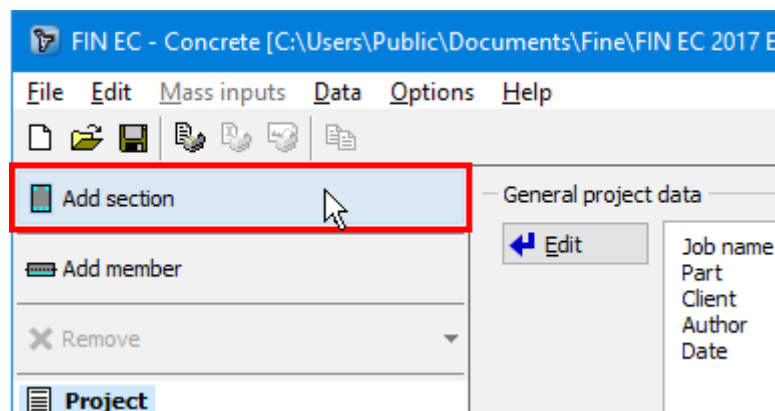 FIN EC - Concrete [C:\Users\Public\Documents\Fine\FIN EC 2017 E
File Edit Mass inputs Data Options Help
Add section
General project data
Edit
Add member
Job name
Part
Client
Author
Date
Remove
Project